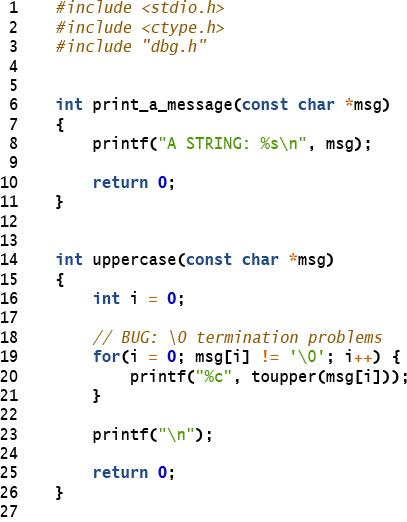 1 #include <stdio.h>
2 #include <ctype.h>
3 #include "dbg.h"
4
5
6 int print_a_message(const char *msg)
7 {
8     printf("A STRING: %s\n", msg);
9
10     return 0;
11 }
12
13
14 int uppercase(const char *msg)
15 {
16     int i = 0;
17
18     // BUG: \0 termination problems
19     for(i = 0; msg[i] != '\0'; i++) {
20         printf("%c", toupper(msg[i]));
21     }
22
23     printf("\n");
24
25     return 0;
26 }
27